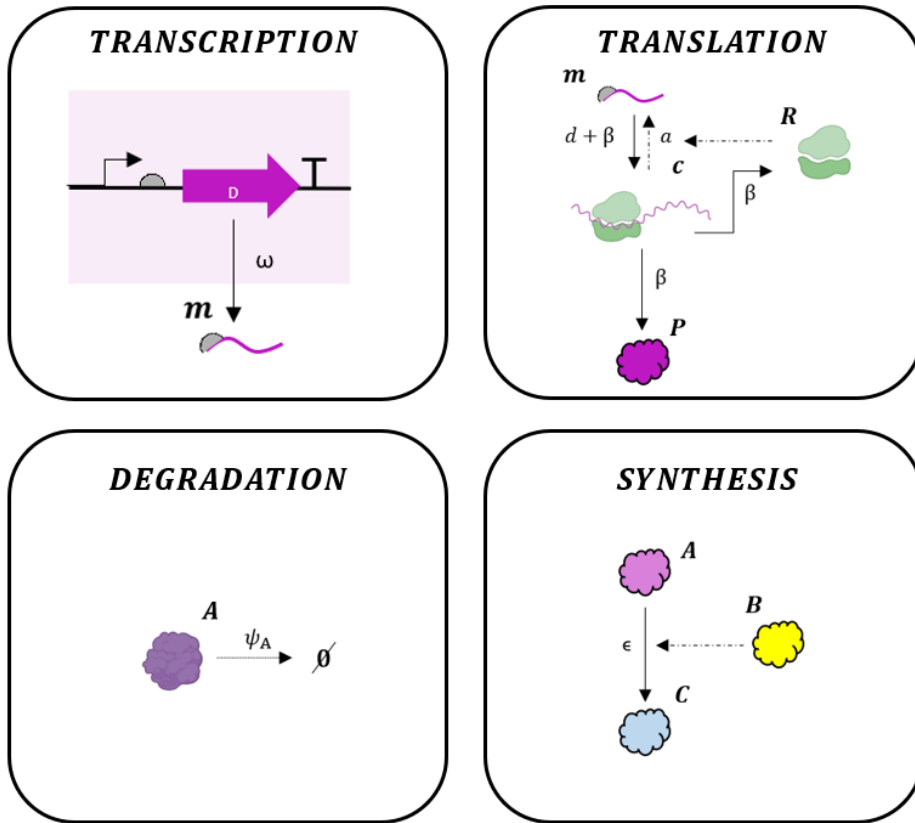 TRANSCRIPTION
D
ω
m
TRANSLATION
m
d + β
a
R
c
β
β
P
DEGRADATION
A
ψA
∅
SYNTHESIS
A
B
ϵ
C